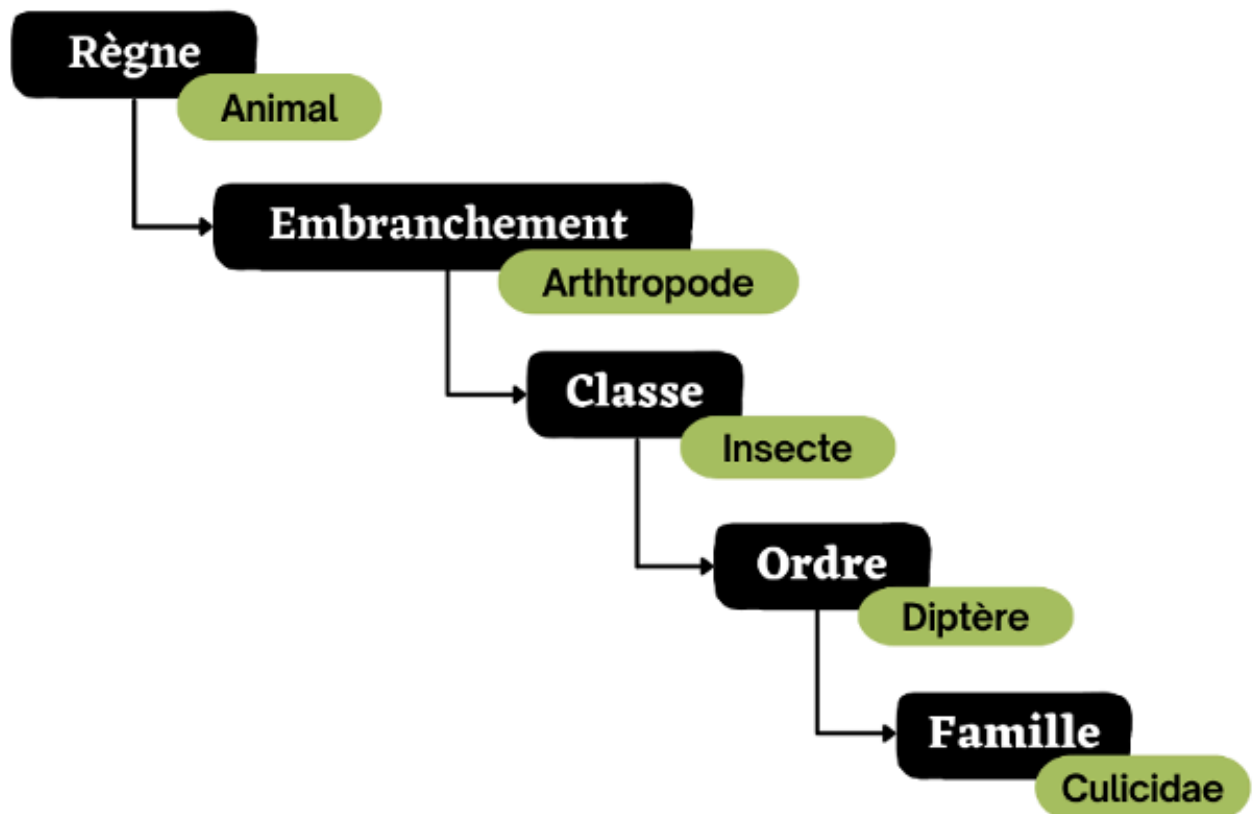 Règne
Animal
Embranchement
Arthtropode
Classe
Insecte
Ordre
Diptère
Famille
Culicidae